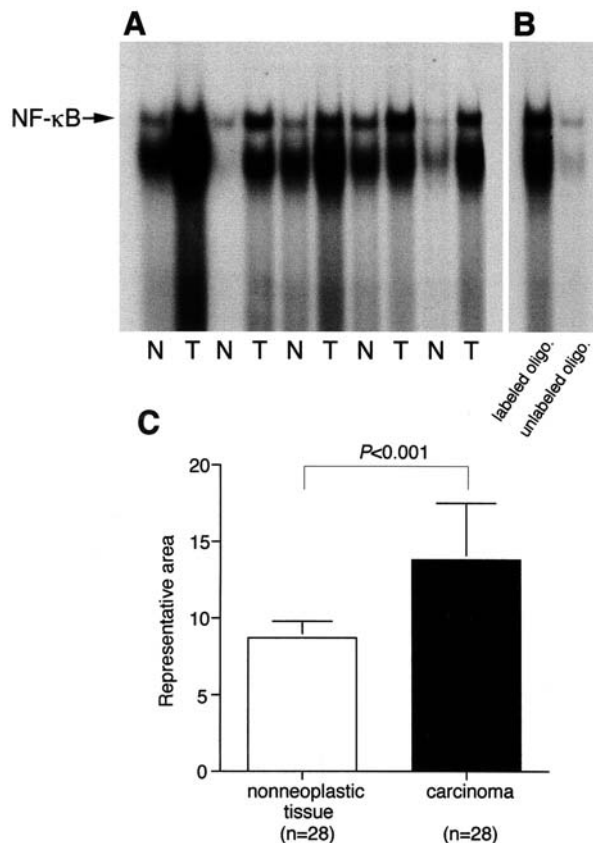 A
B
NF-κB
N T N T N T N T N T
labeled oligo.
unlabeled oligo.
C
P<0.001
20
15
10
5
0
Representative area
nonneoplastic
tissue
(n=28)
carcinoma
(n=28)